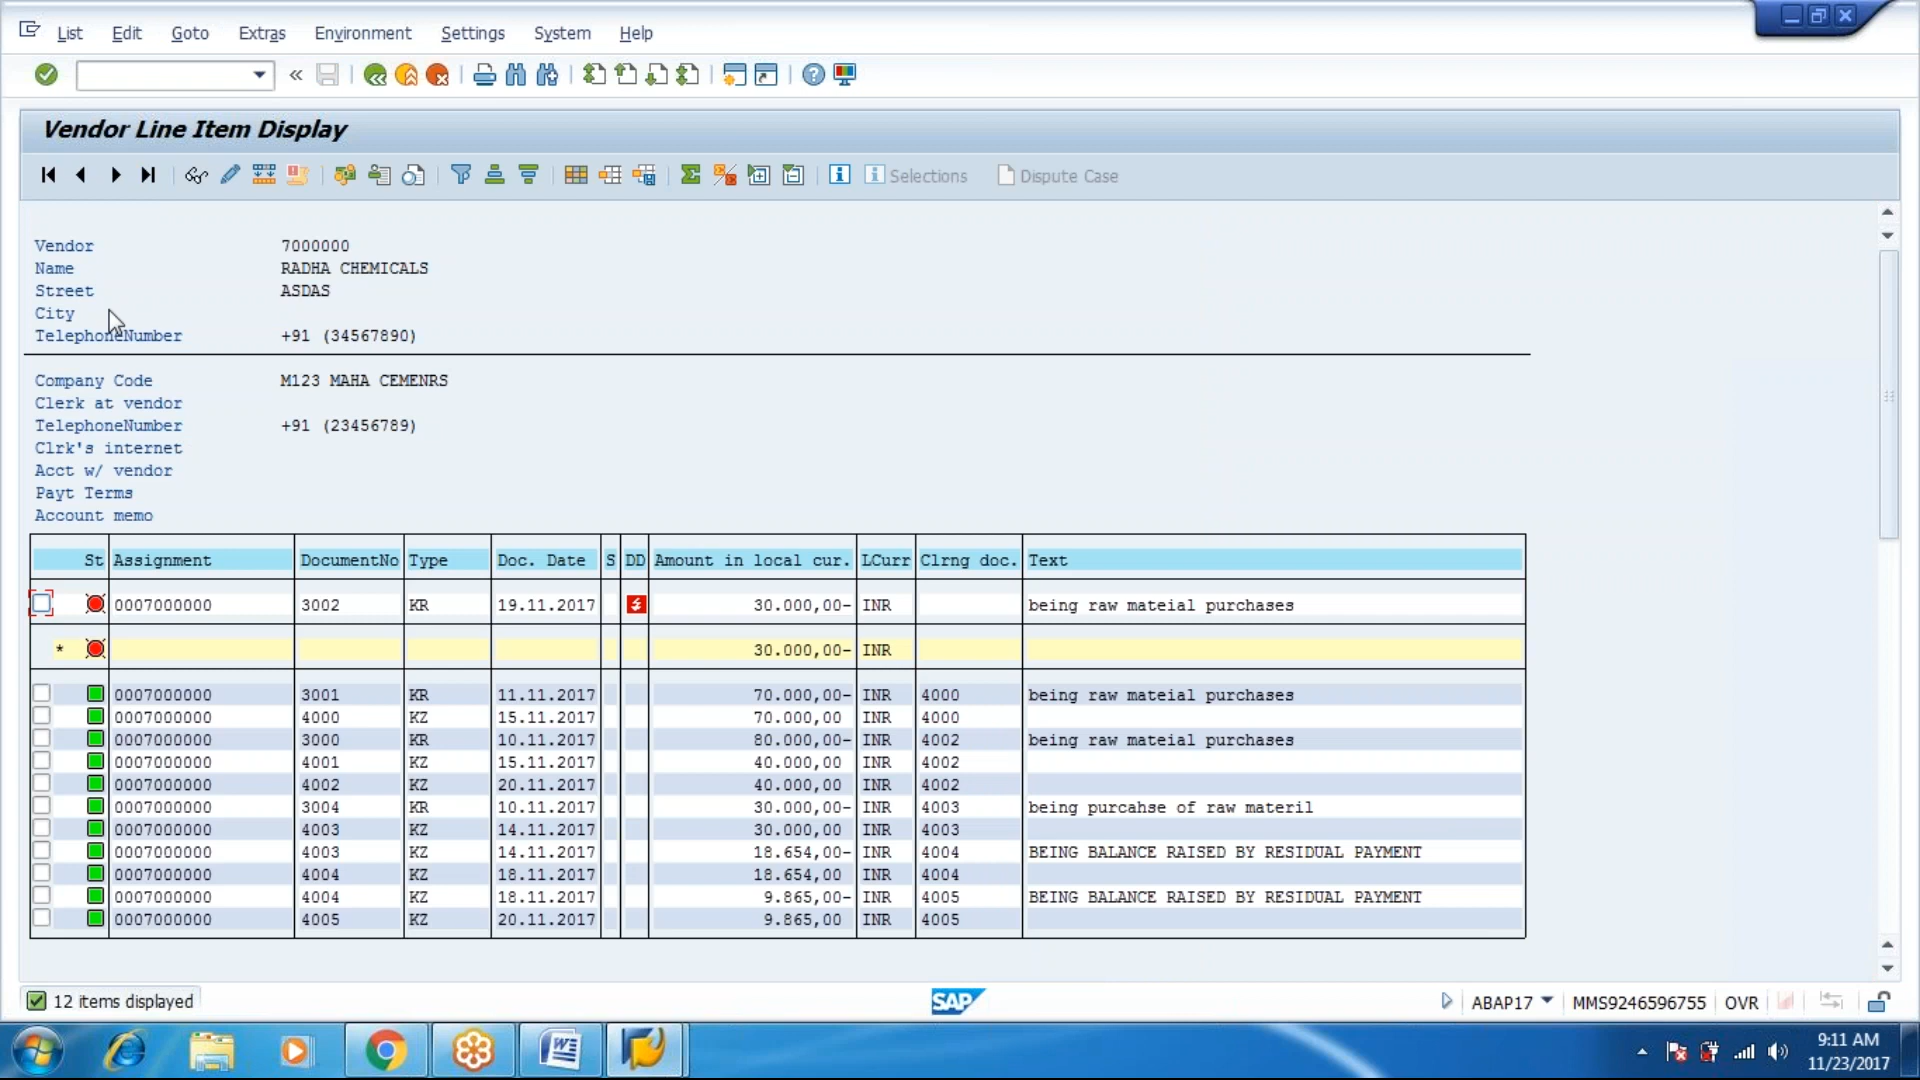 List Edit Goto Extras Environment Settings System Help
Vendor Line Item Display
Selections Dispute Case
Vendor 7000000
Name RADHA CHEMICALS
Street ASDAS
City
TelephoneNumber +91 (34567890)
Company Code M123 MAHA CEMENRS
Clerk at vendor
TelephoneNumber +91 (23456789)
Clrk's internet
Acct w/ vendor
Payt Terms
Account memo
St Assignment DocumentNo Type Doc. Date S DD Amount in local cur. LCurr Clrng doc. Text
0007000000 3002 KR 19.11.2017 30.000,00- INR being raw mateial purchases
* 30.000,00- INR
0007000000 3001 KR 11.11.2017 70.000,00- INR 4000 being raw mateial purchases
0007000000 4000 KZ 15.11.2017 70.000,00 INR 4000
0007000000 3000 KR 10.11.2017 80.000,00- INR 4002 being raw mateial purchases
0007000000 4001 KZ 15.11.2017 40.000,00 INR 4002
0007000000 4002 KZ 20.11.2017 40.000,00 INR 4002
0007000000 3004 KR 10.11.2017 30.000,00- INR 4003 being purcahse of raw materil
0007000000 4003 KZ 14.11.2017 30.000,00 INR 4003
0007000000 4003 KZ 14.11.2017 18.654,00- INR 4004 BEING BALANCE RAISED BY RESIDUAL PAYMENT
0007000000 4004 KZ 18.11.2017 18.654,00 INR 4004
0007000000 4004 KZ 18.11.2017 9.865,00- INR 4005 BEING BALANCE RAISED BY RESIDUAL PAYMENT
0007000000 4005 KZ 20.11.2017 9.865,00 INR 4005
12 items displayed SAP ABAP17 MMS9246596755 OVR
9:11 AM
11/23/2017